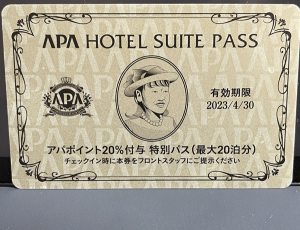 APA HOTEL SUITE PASS
有効期限
2023/4/30
APA
アパポイント20%付与 特別パス(最大20泊分)
チェックイン時に本券をフロントスタッフにご提示ください